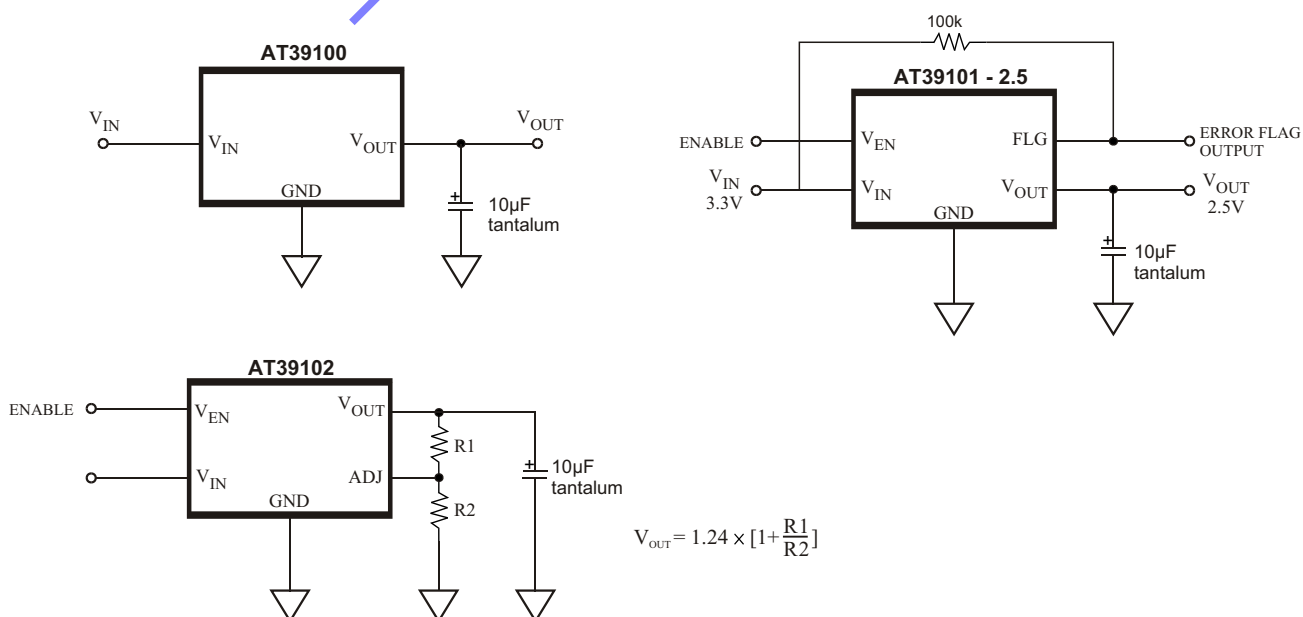 AT39100
V_IN
V_IN
V_OUT
V_OUT
GND
+
10µF
tantalum
100k
AT39101 - 2.5
ENABLE
V_EN
FLG
ERROR FLAG
OUTPUT
V_IN
3.3V
V_IN
V_OUT
V_OUT
2.5V
GND
+
10µF
tantalum
AT39102
ENABLE
V_EN
V_OUT
R1
V_IN
ADJ
R2
GND
+
10µF
tantalum
V_OUT = 1.24 × [1+R1/R2]